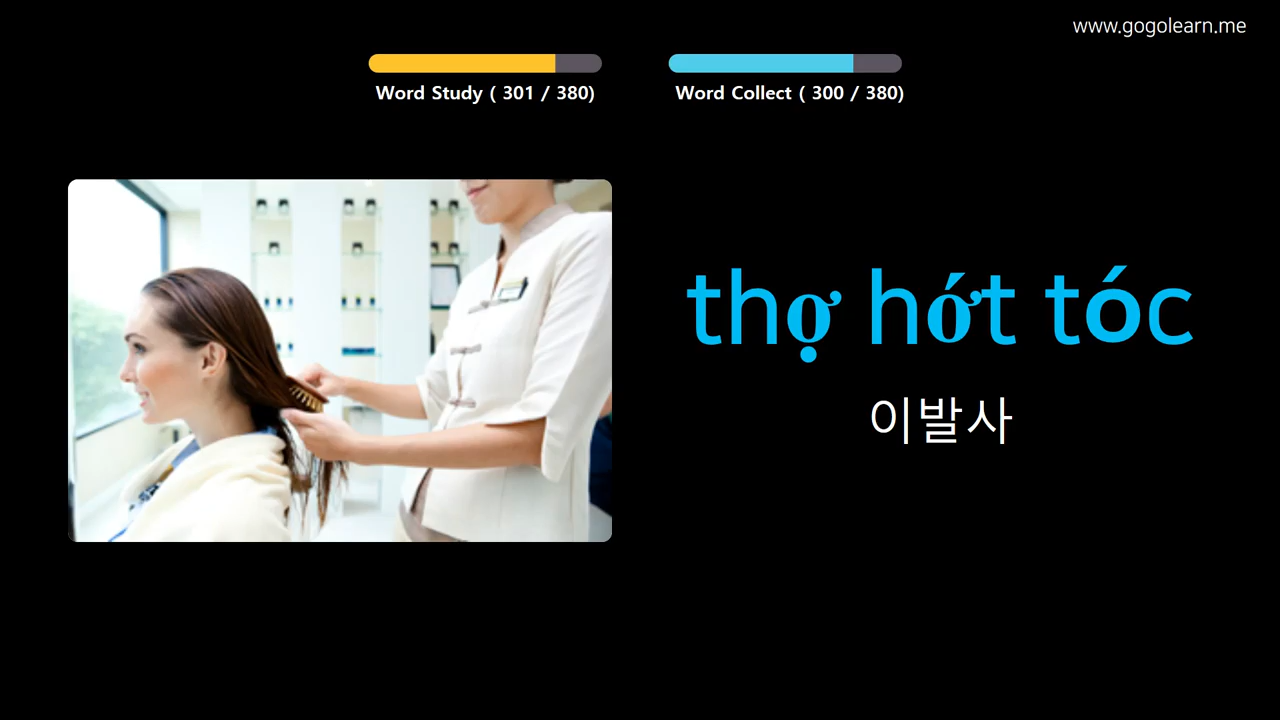 www.gogolearn.me
Word Study ( 301 / 380)
Word Collect ( 300 / 380)
thợ hớt tóc
이발사